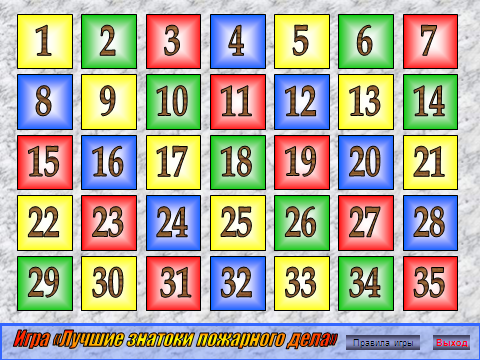 1 2 3 4 5 6 7
8 9 10 11 12 13 14
15 16 17 18 19 20 21
22 23 24 25 26 27 28
29 30 31 32 33 34 35
Игра «Лучшие знатоки пожарного дела» Правила игры Выход